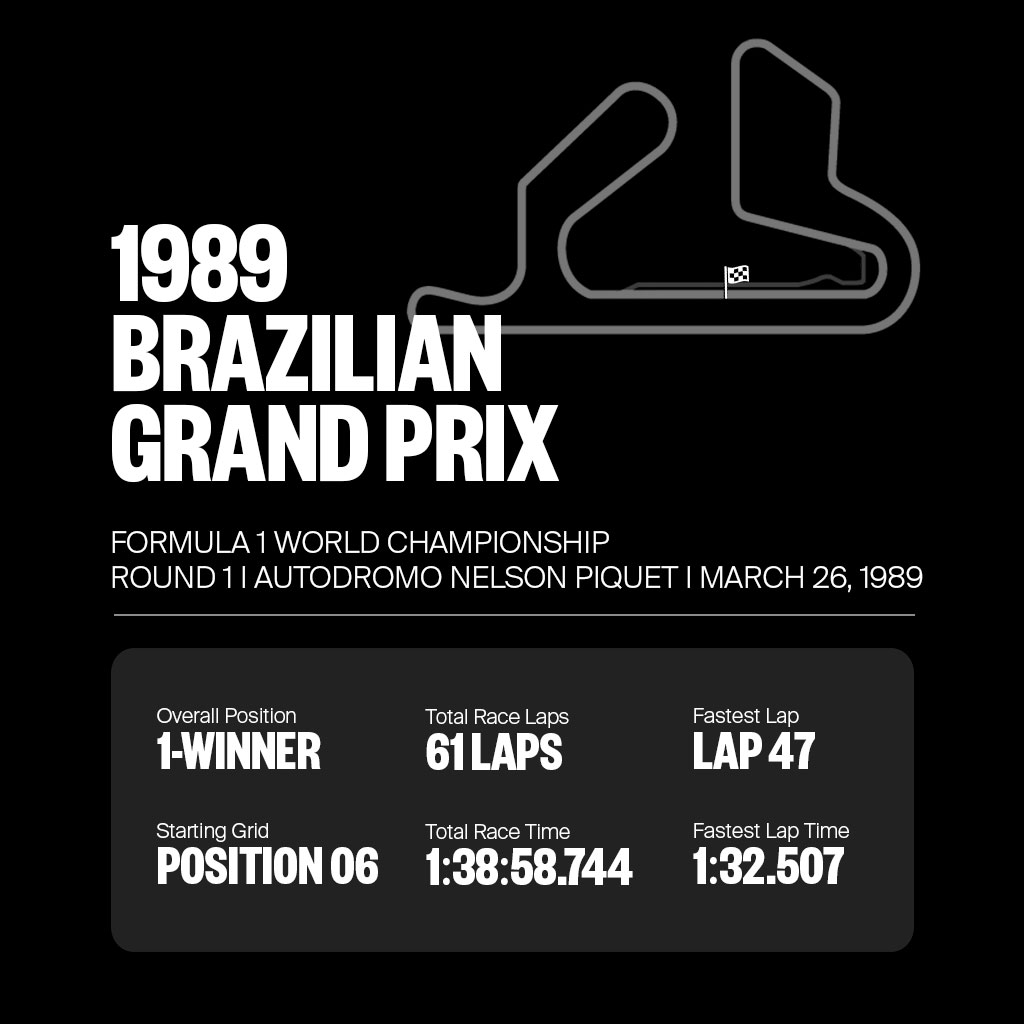 1989
BRAZILIAN
GRAND PRIX
FORMULA 1 WORLD CHAMPIONSHIP
ROUND 1 I AUTODROMO NELSON PIQUET I MARCH 26, 1989
Overall Position
1-WINNER
Total Race Laps
61 LAPS
Fastest Lap
LAP 47
Starting Grid
POSITION 06
Total Race Time
1:38:58.744
Fastest Lap Time
1:32.507